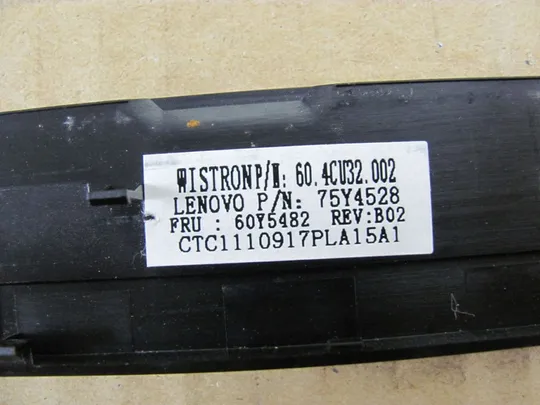 WISTRONP/N: 60.4CU32.002
LENOVO P/N: 75Y4528
FRU : 60Y5482 REV:B02
CTC1110917PLA15A1